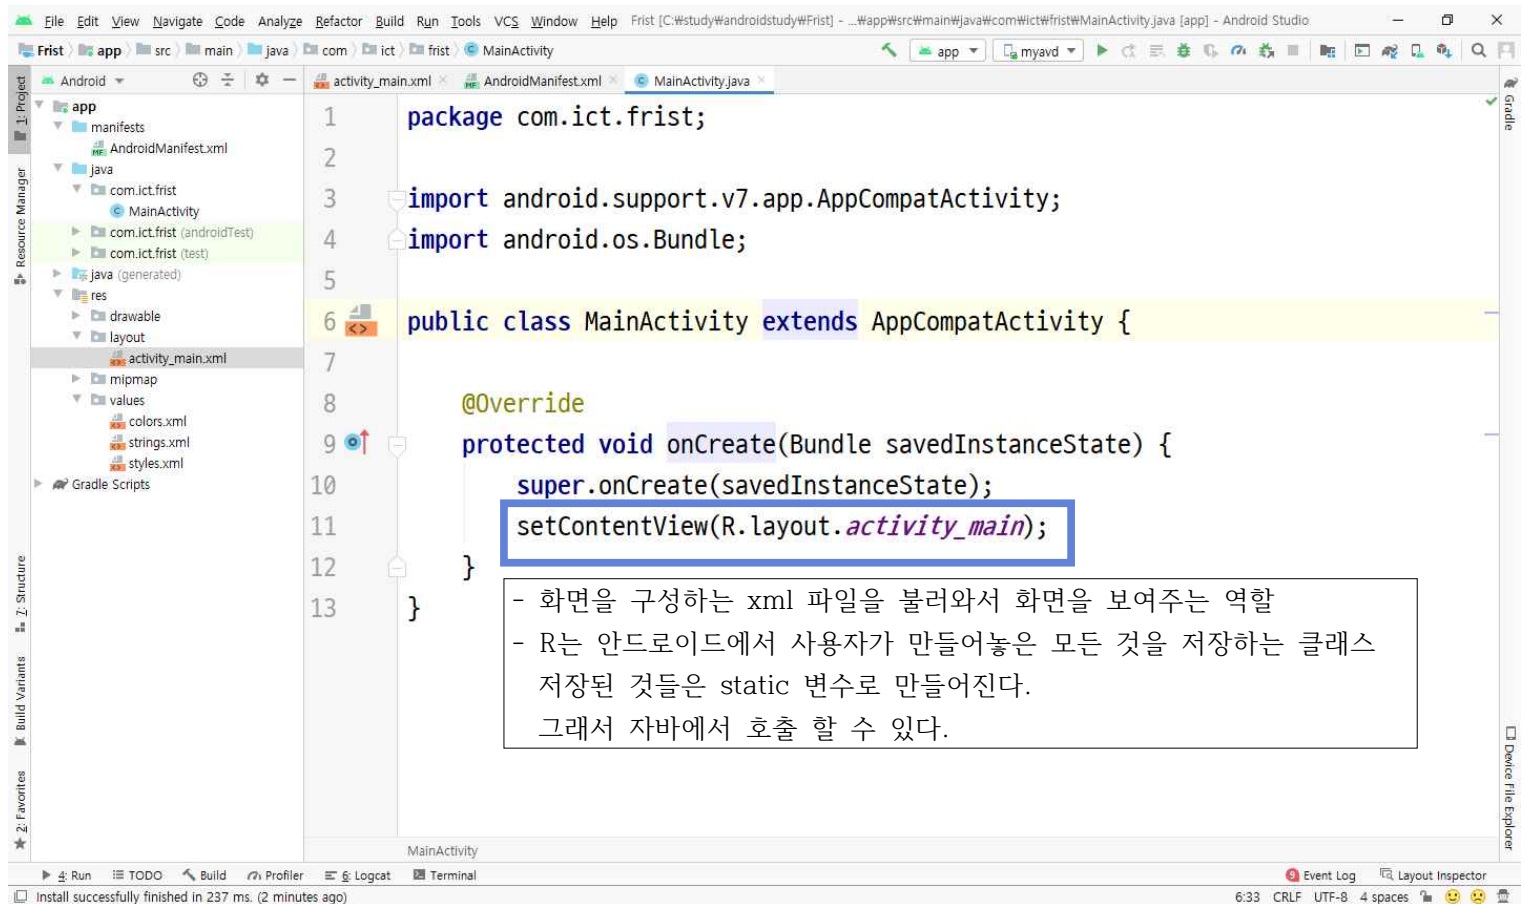 File Edit View Navigate Code Analyze Refactor Build Run Tools VCS Window Help Frist [C:₩study₩androidstudy₩Frist] - ...₩app₩src₩main₩java₩com₩ict₩frist₩MainActivity.java [app] - Android Studio
Frist app src main java com ict frist MainActivity app myavd
Android
activity_main.xml AndroidManifest.xml MainActivity.java
1: Project
Resource Manager
7: Structure
Build Variants
2: Favorites
app
manifests
AndroidManifest.xml
java
com.ict.frist
MainActivity
com.ict.frist (androidTest)
com.ict.frist (test)
java (generated)
res
drawable
layout
activity_main.xml
mipmap
values
colors.xml
strings.xml
styles.xml
Gradle Scripts
1 package com.ict.frist;
2
3 import android.support.v7.app.AppCompatActivity;
4 import android.os.Bundle;
5
6 public class MainActivity extends AppCompatActivity {
7
8 @Override
9 protected void onCreate(Bundle savedInstanceState) {
10 super.onCreate(savedInstanceState);
11 setContentView(R.layout.activity_main);
12 }
13 }
- 화면을 구성하는 xml 파일을 불러와서 화면을 보여주는 역할
- R는 안드로이드에서 사용자가 만들어놓은 모든 것을 저장하는 클래스
저장된 것들은 static 변수로 만들어진다.
그래서 자바에서 호출 할 수 있다.
Gradle
Device File Explorer
MainActivity
4: Run TODO Build Profiler 6: Logcat Terminal 9 Event Log Layout Inspector
Install successfully finished in 237 ms. (2 minutes ago) 6:33 CRLF UTF-8 4 spaces